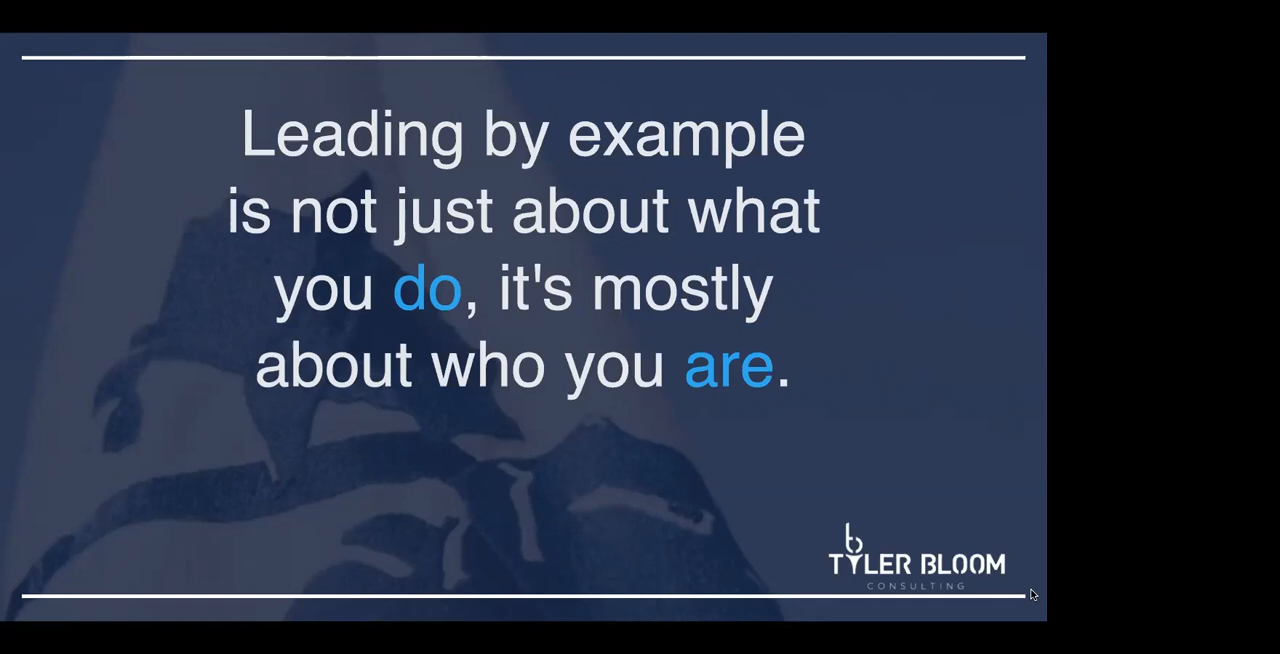 Leading by example
is not just about what
you do, it's mostly
about who you are.
TYLER BLOOM
CONSULTING